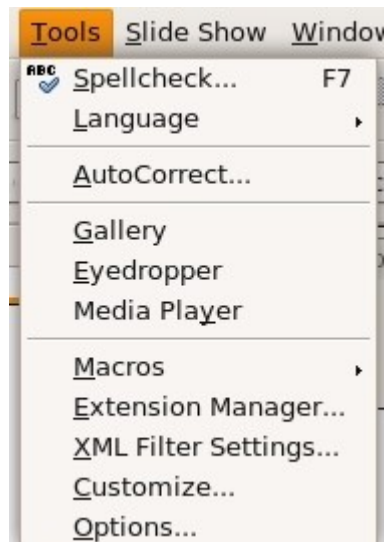 Tools Slide Show Window
ABC Spellcheck... F7
Language
AutoCorrect...
Gallery
Eyedropper
Media Player
Macros
Extension Manager...
XML Filter Settings...
Customize...
Options...